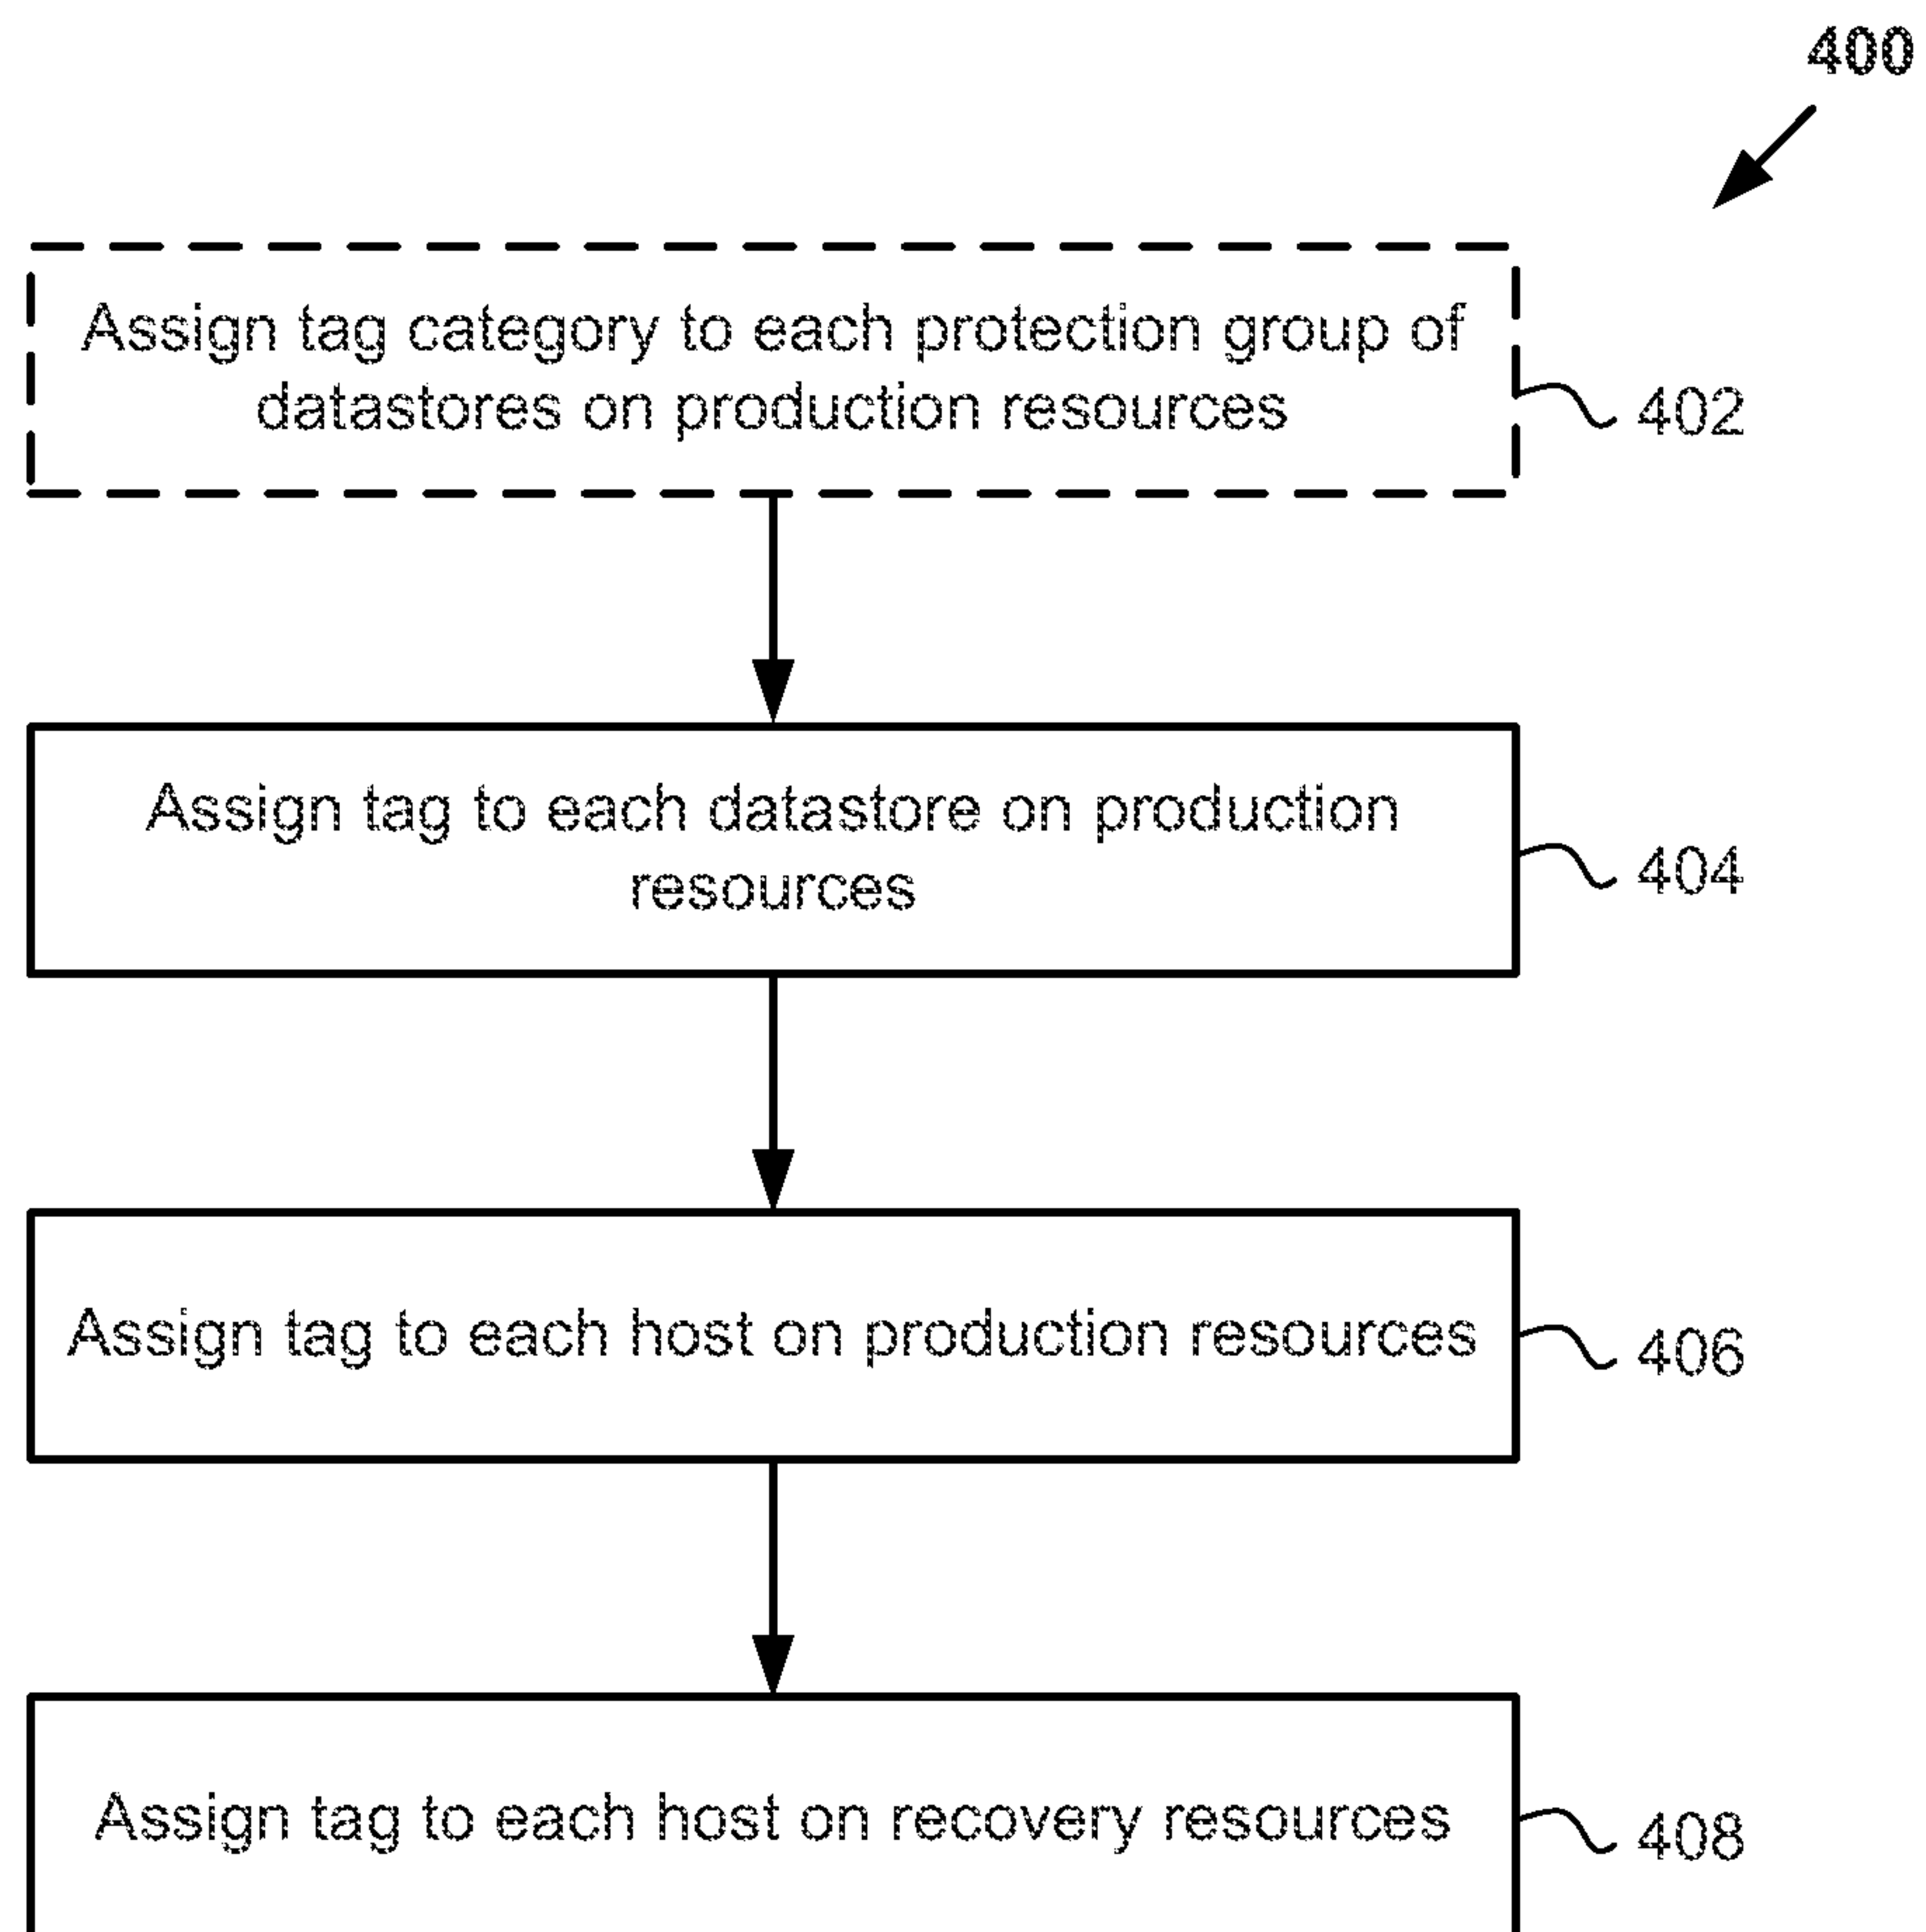 400
Assign tag category to each protection group of
datastores on production resources
402
Assign tag to each datastore on production
resources
404
Assign tag to each host on production resources
406
Assign tag to each host on recovery resources
408